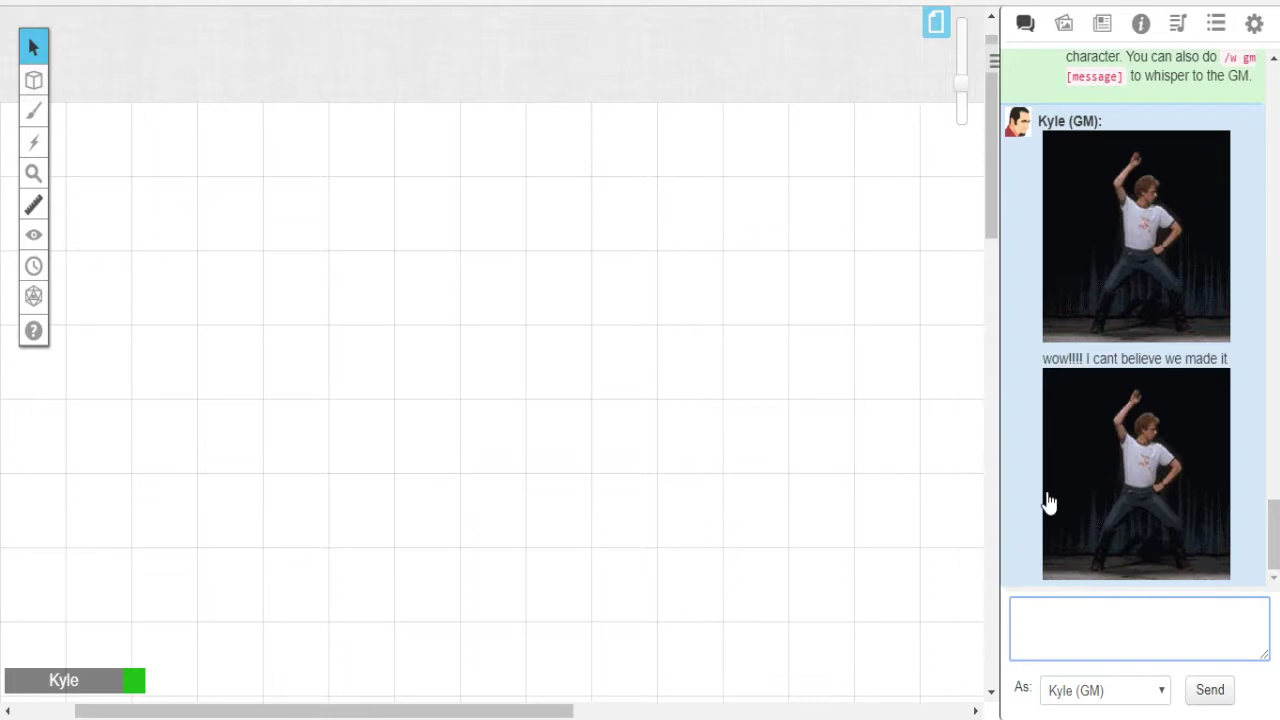 character. You can also do /w gm
[message] to whisper to the GM.
Kyle (GM):
wow!!!! I cant believe we made it
As: Kyle (GM) Send
Kyle